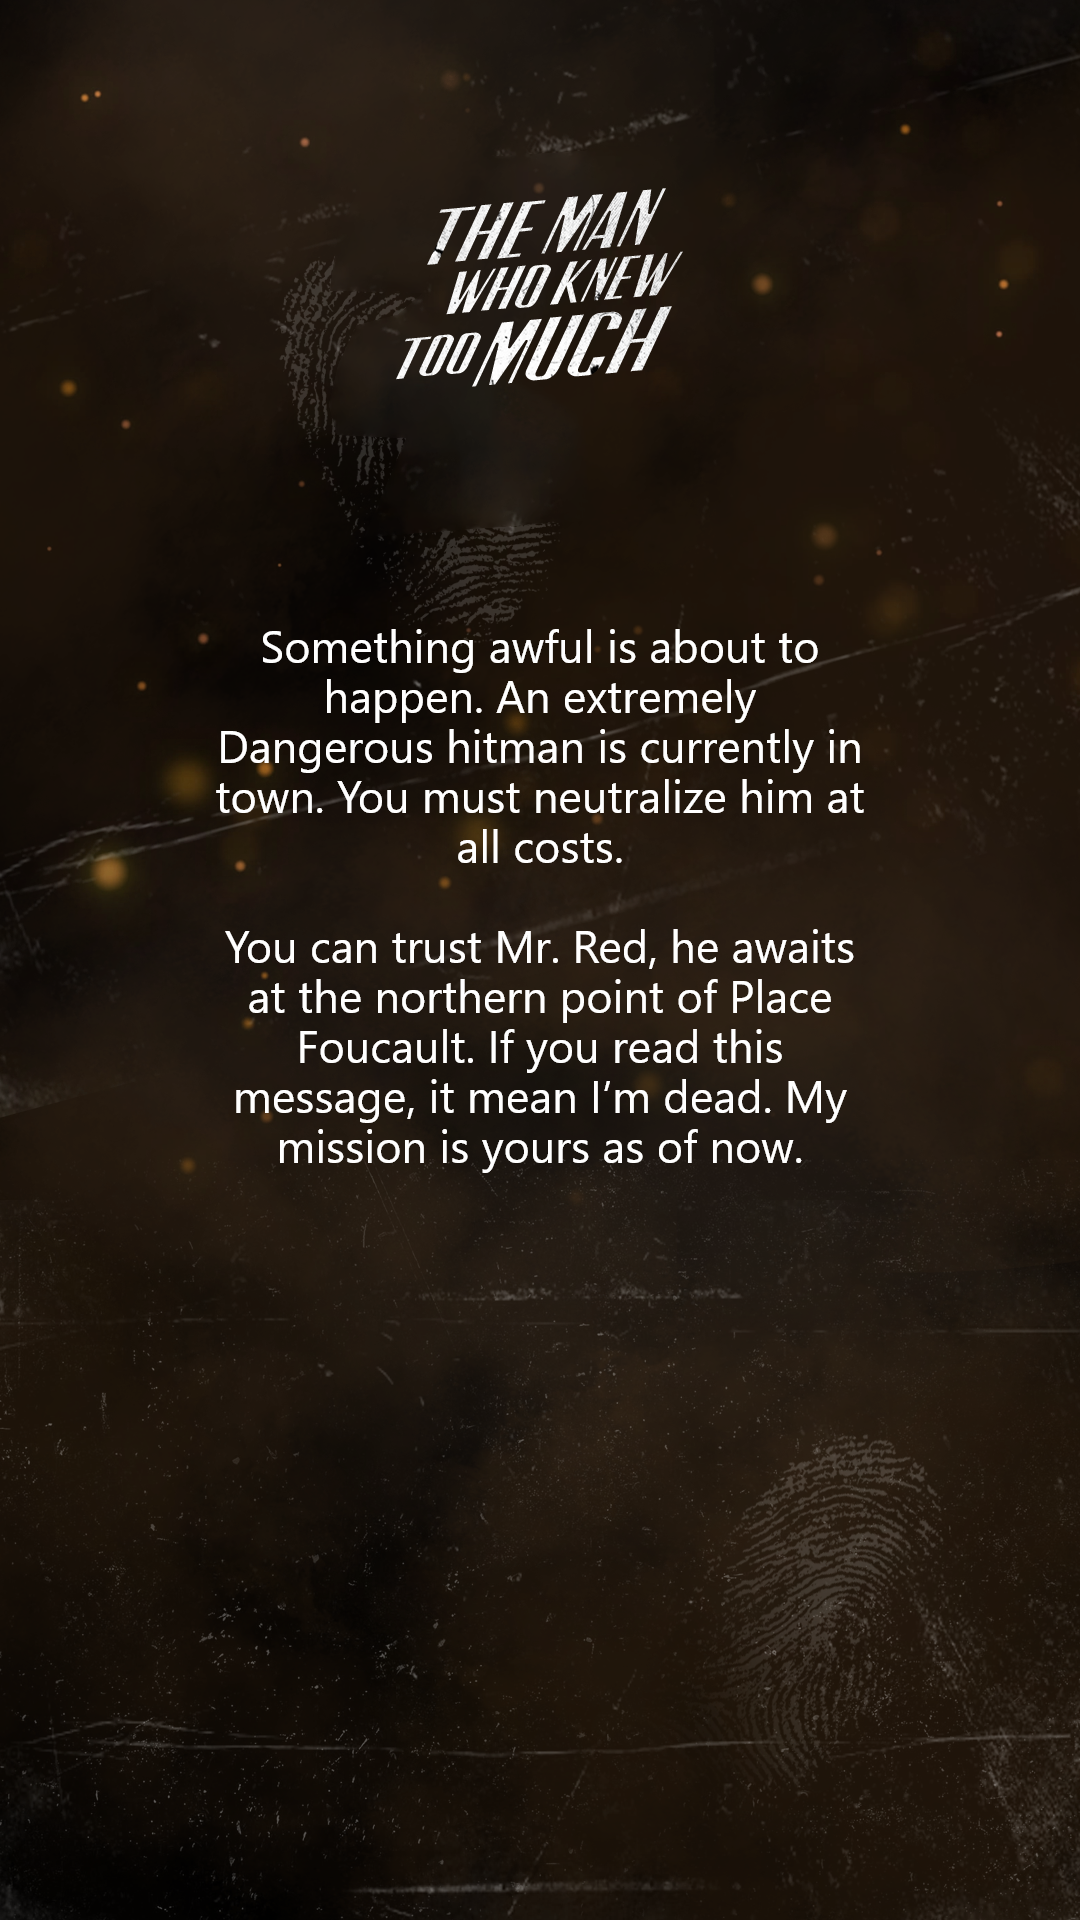 THE MAN
WHO KNEW
TOO MUCH
Something awful is about to
happen. An extremely
Dangerous hitman is currently in
town. You must neutralize him at
all costs.
You can trust Mr. Red, he awaits
at the northern point of Place
Foucault. If you read this
message, it mean I’m dead. My
mission is yours as of now.